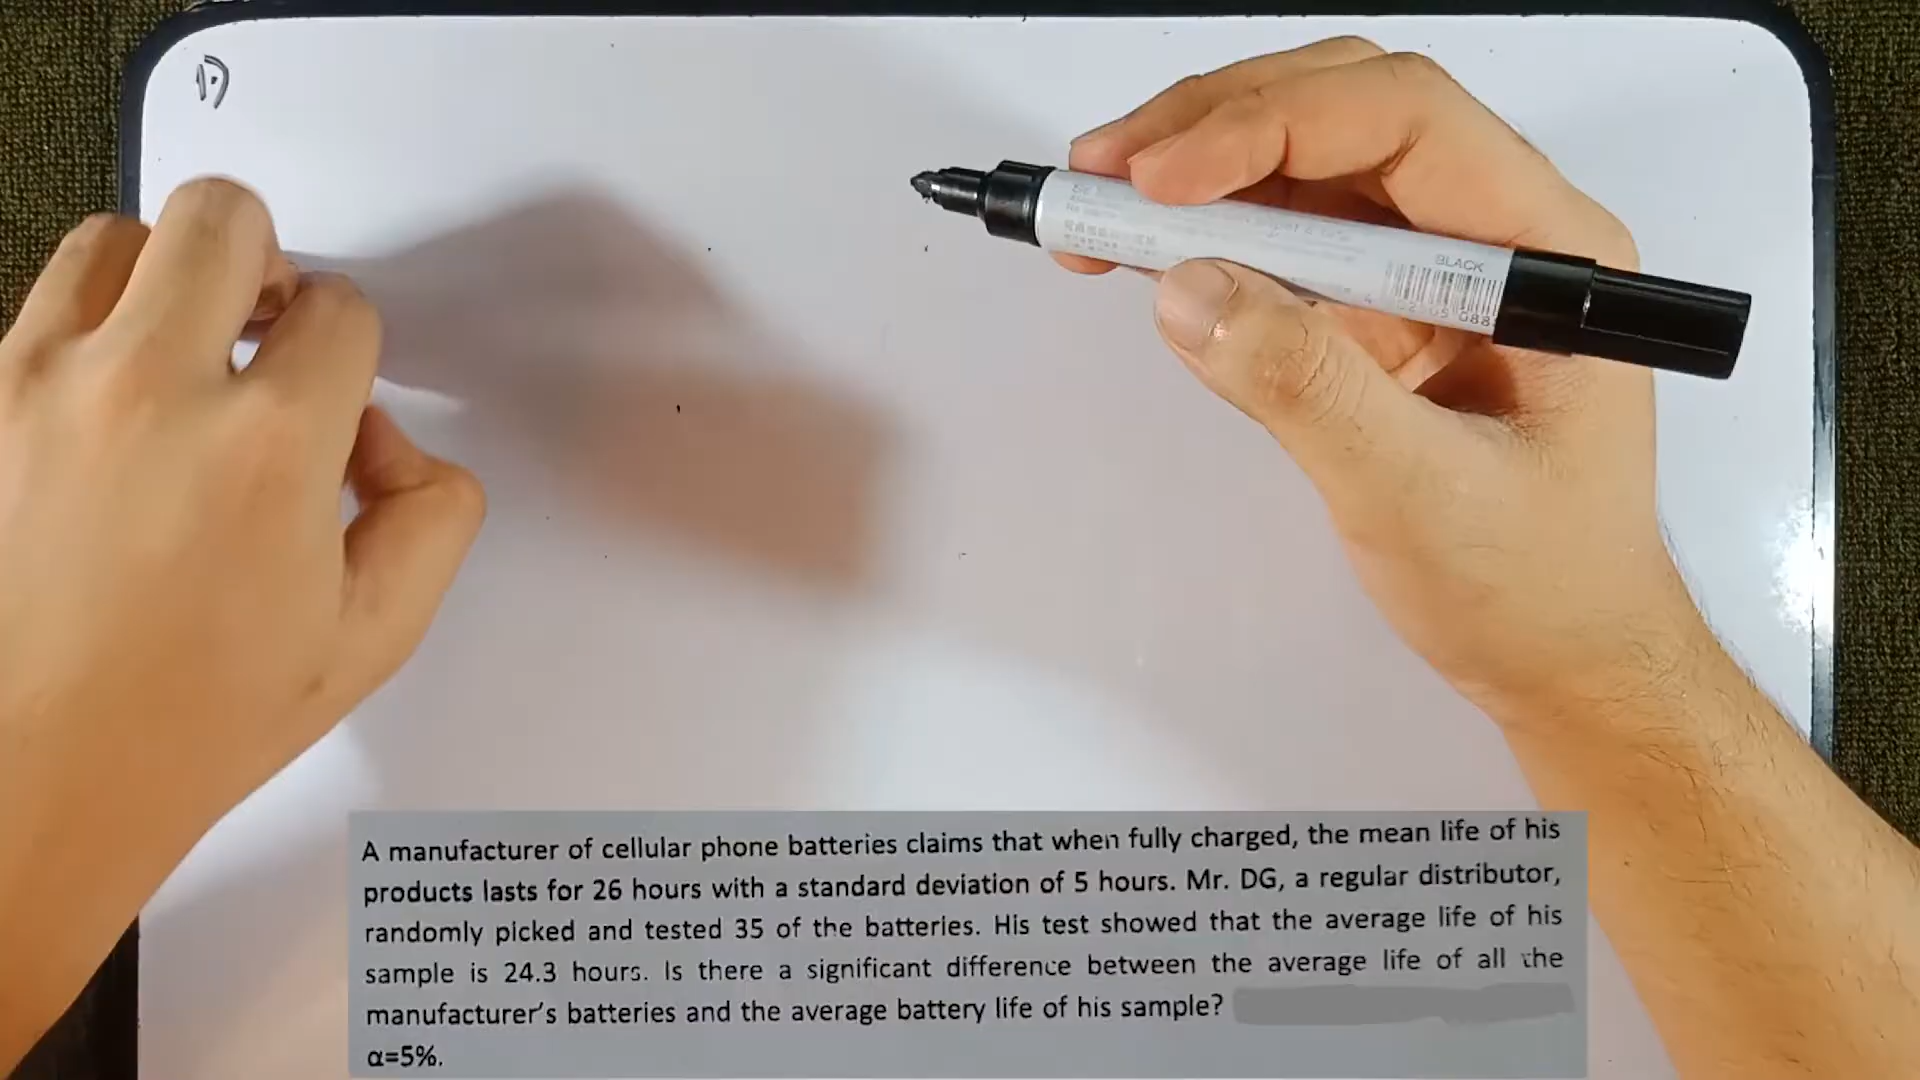 1.)
BLACK
A manufacturer of cellular phone batteries claims that when fully charged, the mean life of his
products lasts for 26 hours with a standard deviation of 5 hours. Mr. DG, a regular distributor,
randomly picked and tested 35 of the batteries. His test showed that the average life of his
sample is 24.3 hours. Is there a significant difference between the average life of all the
manufacturer's batteries and the average battery life of his sample?
α=5%.